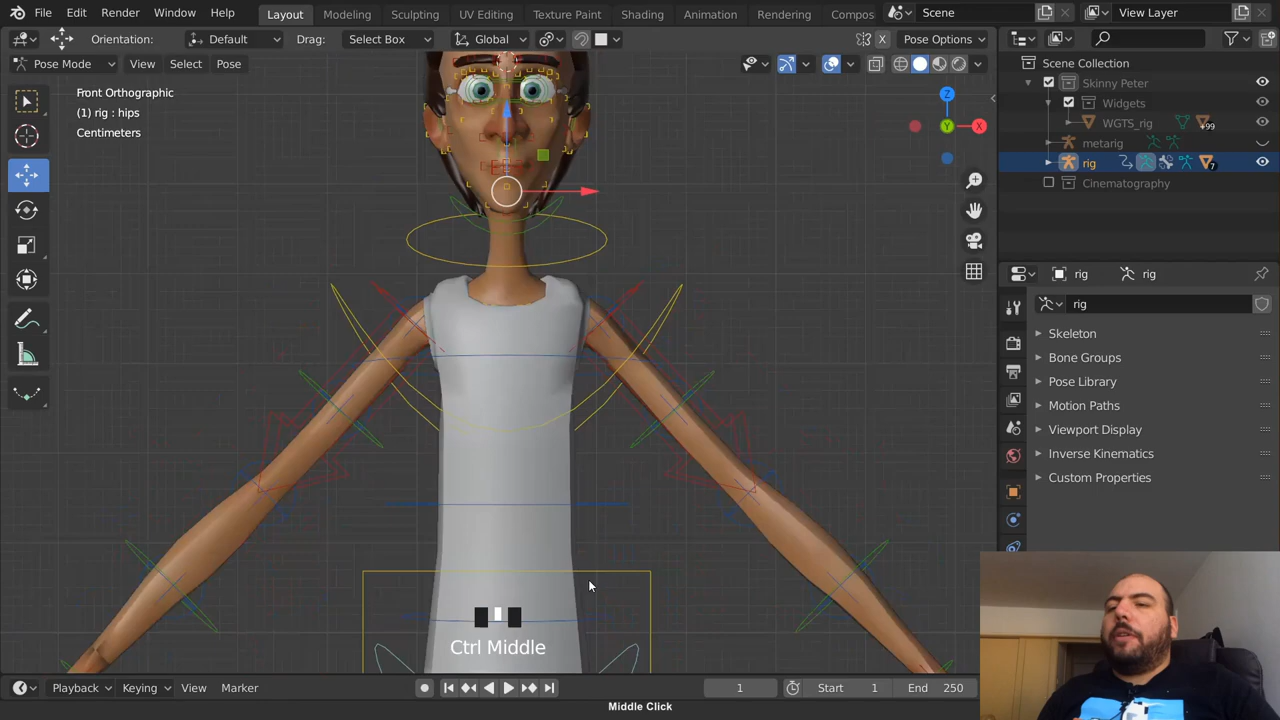 File Edit Render Window Help Layout Modeling Sculpting UV Editing Texture Paint Shading Animation Rendering Compos Scene View Layer
Orientation: Default Drag: Select Box Global X Pose Options
Pose Mode View Select Pose
Front Orthographic
(1) rig : hips
Centimeters
Z
Y
X
Scene Collection
Skinny Peter
Widgets
WGTS_rig +99
metarig
rig 7
Cinematography
rig rig
rig
Skeleton
Bone Groups
Pose Library
Motion Paths
Viewport Display
Inverse Kinematics
Custom Properties
Ctrl Middle
Playback Keying View Marker 1 Start 1 End 250
Middle Click